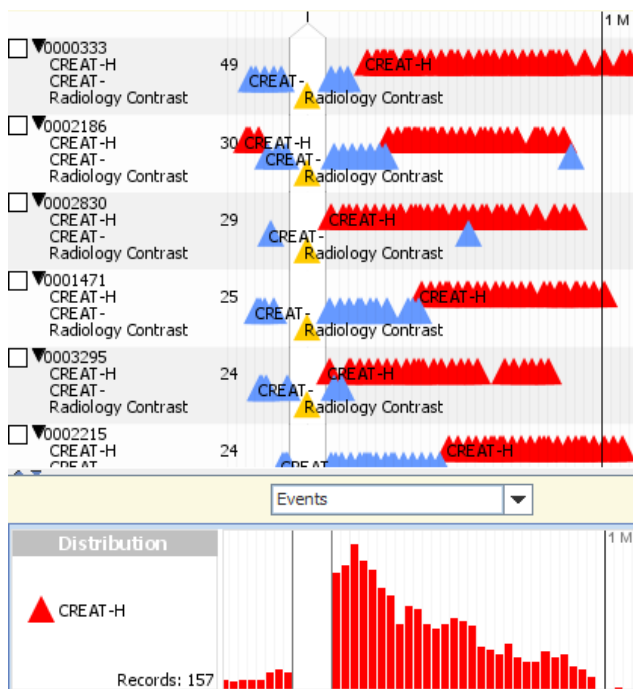 1 M
0000333
CREAT-H 49 CREAT-H
CREAT- CREAT-
Radiology Contrast Radiology Contrast
0002186
CREAT-H 30 CREAT-H
CREAT- CREAT-
Radiology Contrast Radiology Contrast
0002830
CREAT-H 29 CREAT-H
CREAT- CREAT-
Radiology Contrast Radiology Contrast
0001471
CREAT-H 25 CREAT-H
CREAT- CREAT-
Radiology Contrast Radiology Contrast
0003295
CREAT-H 24 CREAT-H
CREAT- CREAT-
Radiology Contrast Radiology Contrast
0002215
CREAT-H 24 CREAT-H
CREAT CREAT
Events
Distribution 1 M
CREAT-H
Records: 157